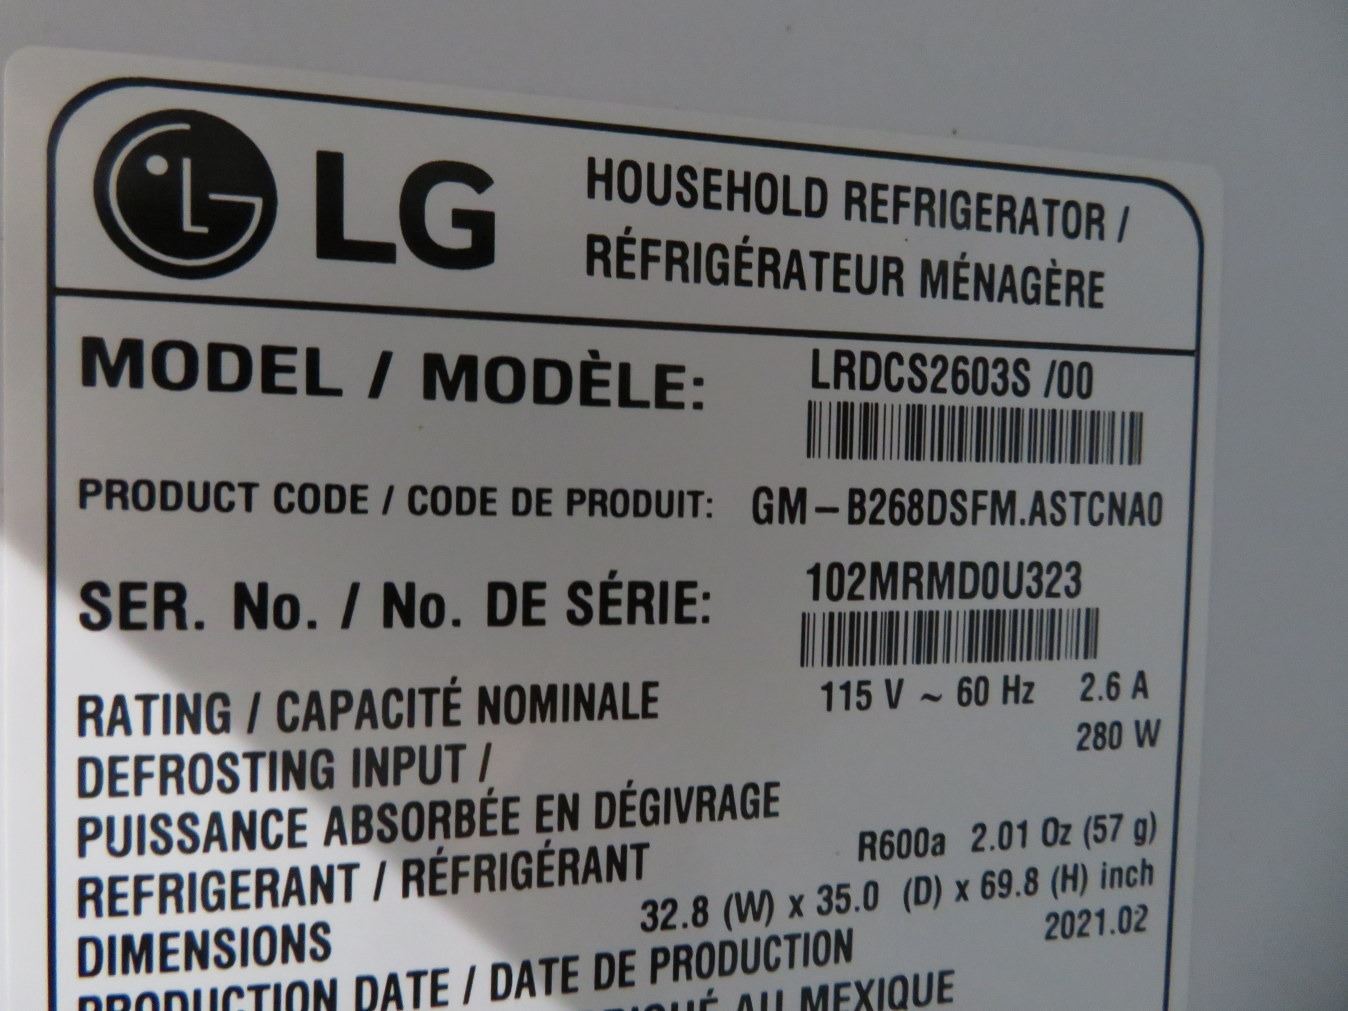 LG
HOUSEHOLD REFRIGERATOR /
RÉFRIGÉRATEUR MÉNAGÈRE
MODEL / MODÈLE: LRDCS2603S /00
PRODUCT CODE / CODE DE PRODUIT: GM-B268DSFM.ASTCNA0
SER. No. / No. DE SÉRIE: 102MRMD0U323
RATING / CAPACITÉ NOMINALE 115 V ~ 60 Hz 2.6 A
DEFROSTING INPUT / 280 W
PUISSANCE ABSORBÉE EN DÉGIVRAGE
REFRIGERANT / RÉFRIGÉRANT R600a 2.01 Oz (57 g)
DIMENSIONS 32.8 (W) x 35.0 (D) x 69.8 (H) inch
PRODUCTION DATE / DATE DE PRODUCTION 2021.02
AU MEXIQUE